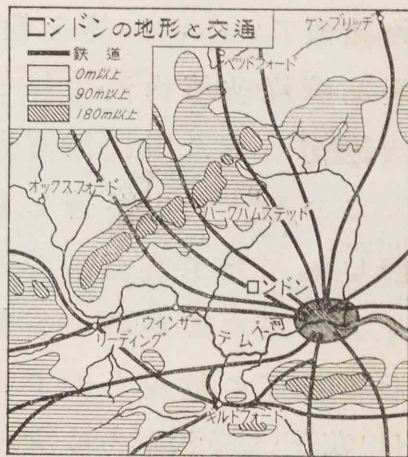 ロンドンの地形と交通
鉄道
0m以上
90m以上
180m以上
ケンブリッヂ
ベッドフォード
オックスフォード
バークハムステッド
ロンドン
ウインザー
テムズ河
リーディング
ギルドフォード